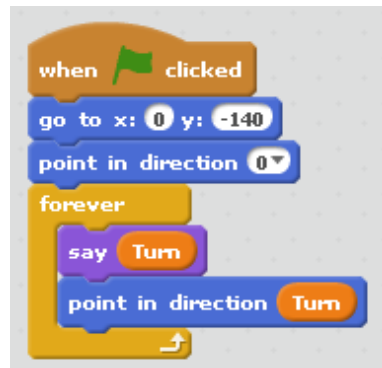 when clicked
go to x: 0 y: -140
point in direction 0
forever
say Turn
point in direction Turn